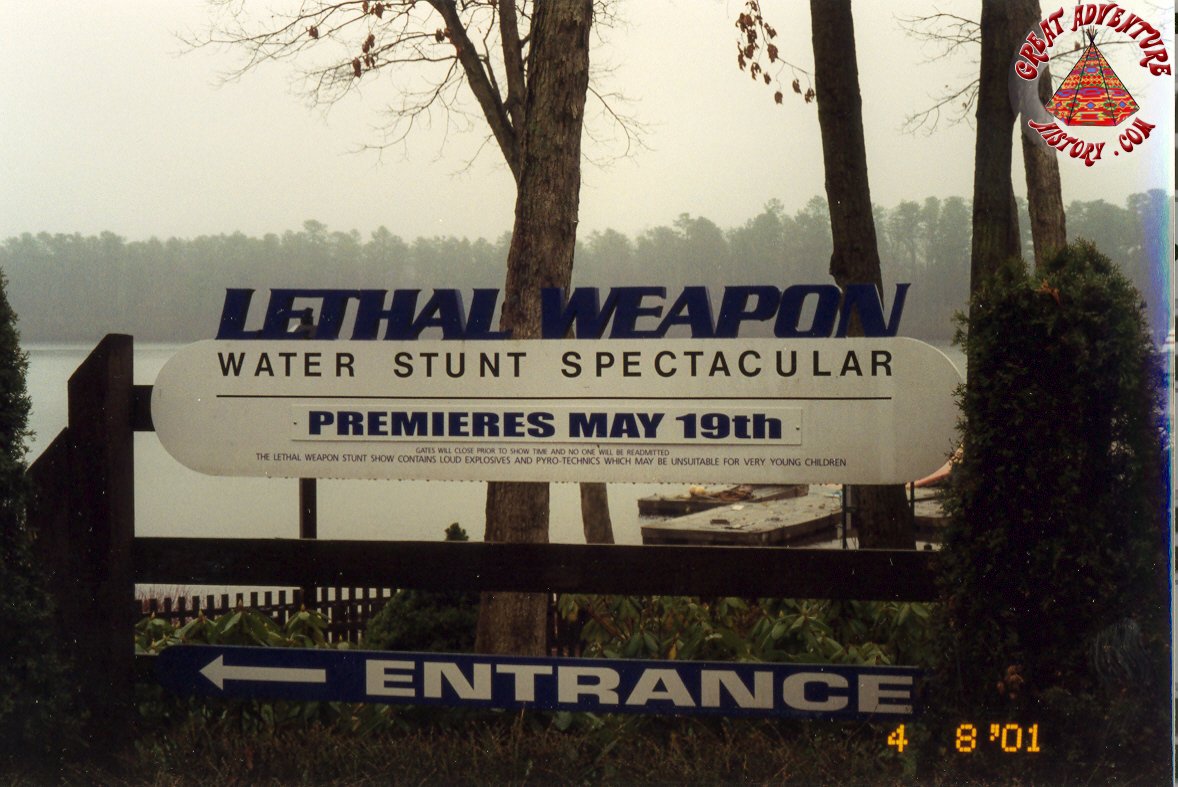 GREAT ADVENTURE
HISTORY.COM
LETHAL WEAPON
WATER STUNT SPECTACULAR
PREMIERES MAY 19th
GATES WILL CLOSE PRIOR TO SHOW TIME AND NO ONE WILL BE READMITTED
THE LETHAL WEAPON STUNT SHOW CONTAINS LOUD EXPLOSIVES AND PYRO-TECHNICS WHICH MAY BE UNSUITABLE FOR VERY YOUNG CHILDREN
ENTRANCE
4 8 '01